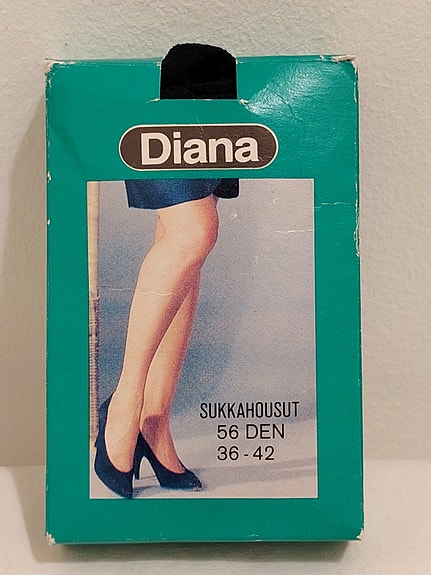 Diana
SUKKAHOUSUT
56 DEN
36 - 42